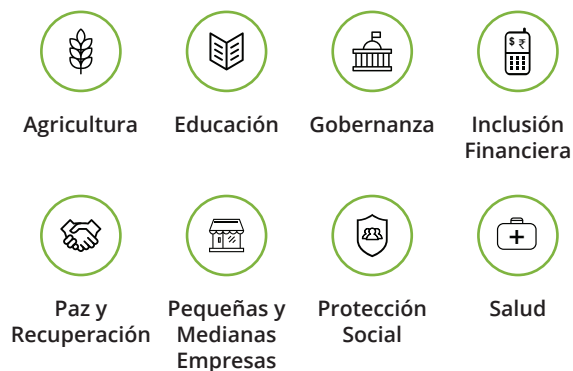 Agricultura
Educación
Gobernanza
Inclusión
Financiera
$ ₹
Paz y
Recuperación
Pequeñas y
Medianas
Empresas
Protección
Social
Salud